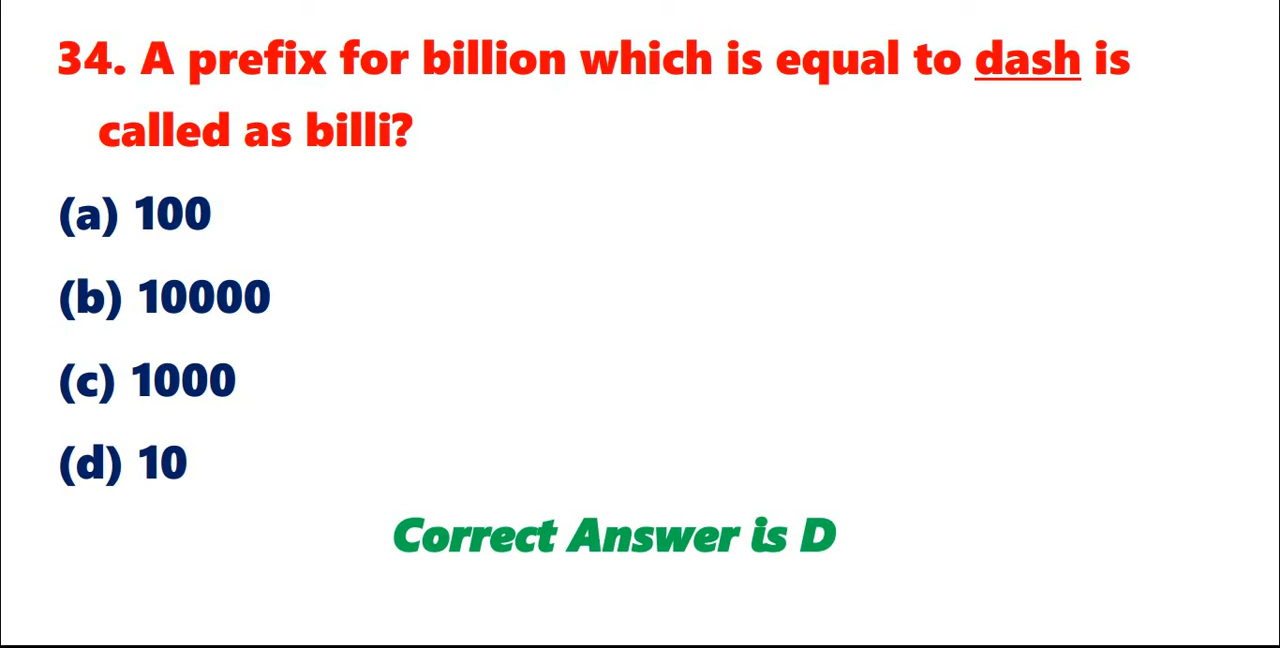 34. A prefix for billion which is equal to dash is
called as billi?
(a) 100
(b) 10000
(c) 1000
(d) 10
Correct Answer is D